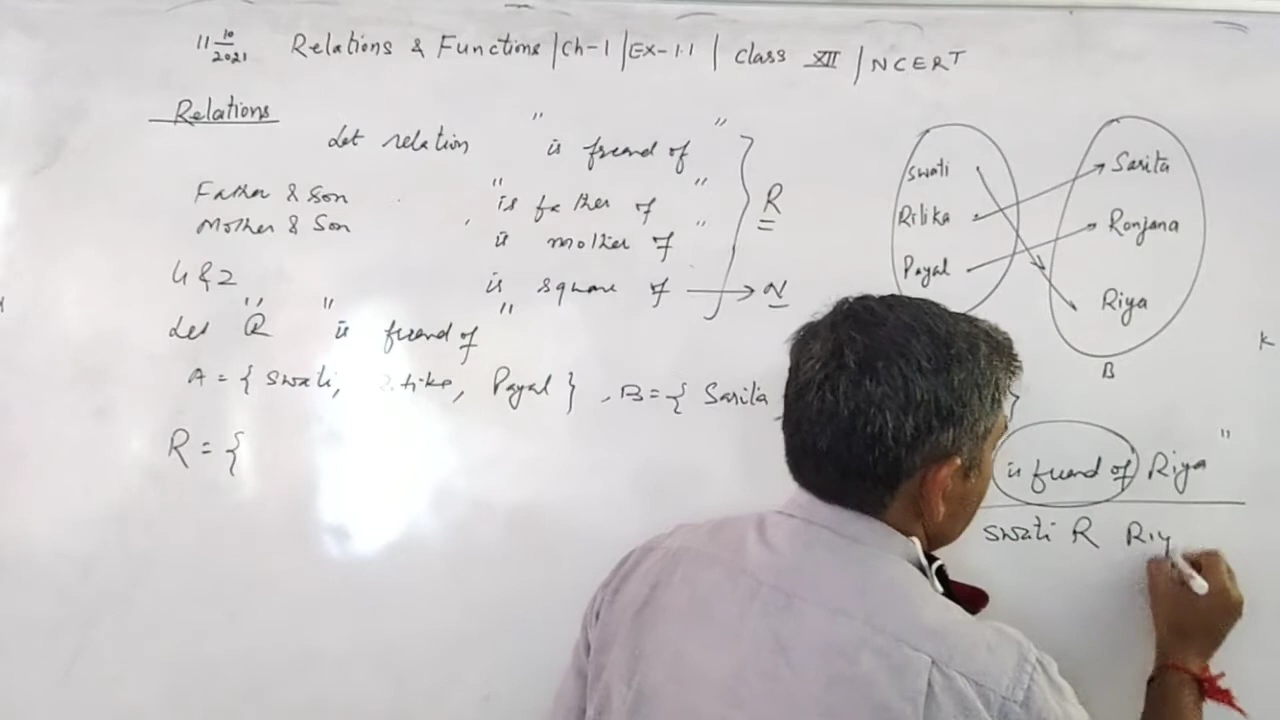 11 10/2021 Relations & Functions | Ch-1 | Ex-1.1 | Class XII | NCERT
Relations
Let relation "is friend of"
Father & Son "is father of"
Mother & Son "is mother of"
R
4 & 2 is square of → N
Let "R" "is friend of"
A = { Swati, Ritika, Payal }, B = { Sarita }
R = {
Swati
Ritika
Payal
Sarita
Ranjana
Riya
B
K
is friend of Riya"
Swati R Riy